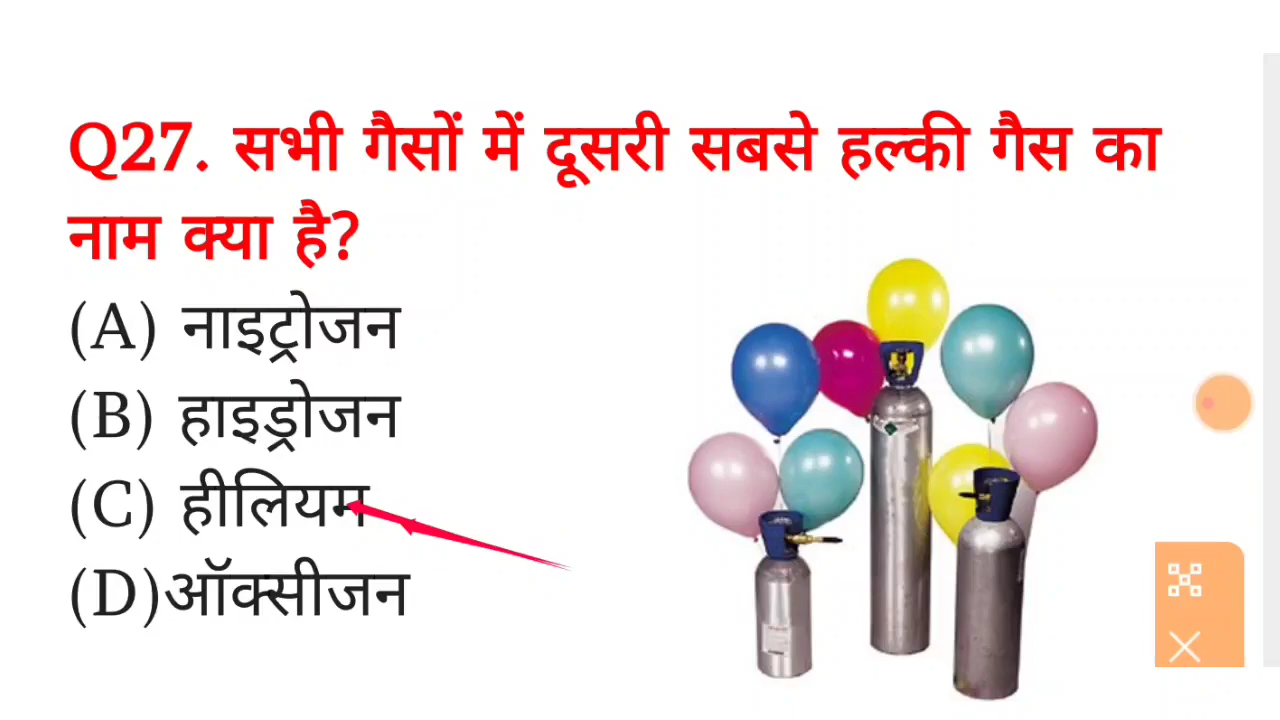 Q27. सभी गैसों में दूसरी सबसे हल्की गैस का
नाम क्या है?
(A) नाइट्रोजन
(B) हाइड्रोजन
(C) हीलियम
(D)ऑक्सीजन